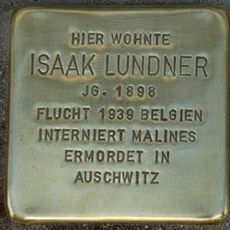 HIER WOHNTE
ISAAK LUNDNER
JG. 1898
FLUCHT 1939 BELGIEN
INTERNIERT MALINES
ERMORDET IN
AUSCHWITZ